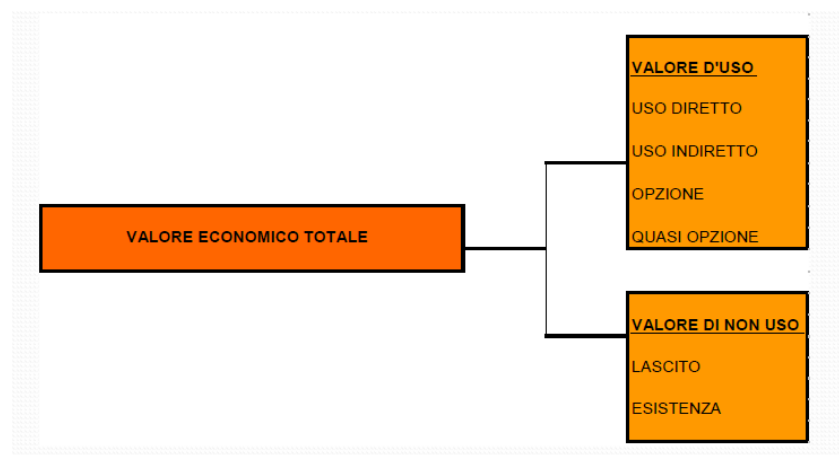 VALORE ECONOMICO TOTALE
VALORE D'USO
USO DIRETTO
USO INDIRETTO
OPZIONE
QUASI OPZIONE
VALORE DI NON USO
LASCITO
ESISTENZA